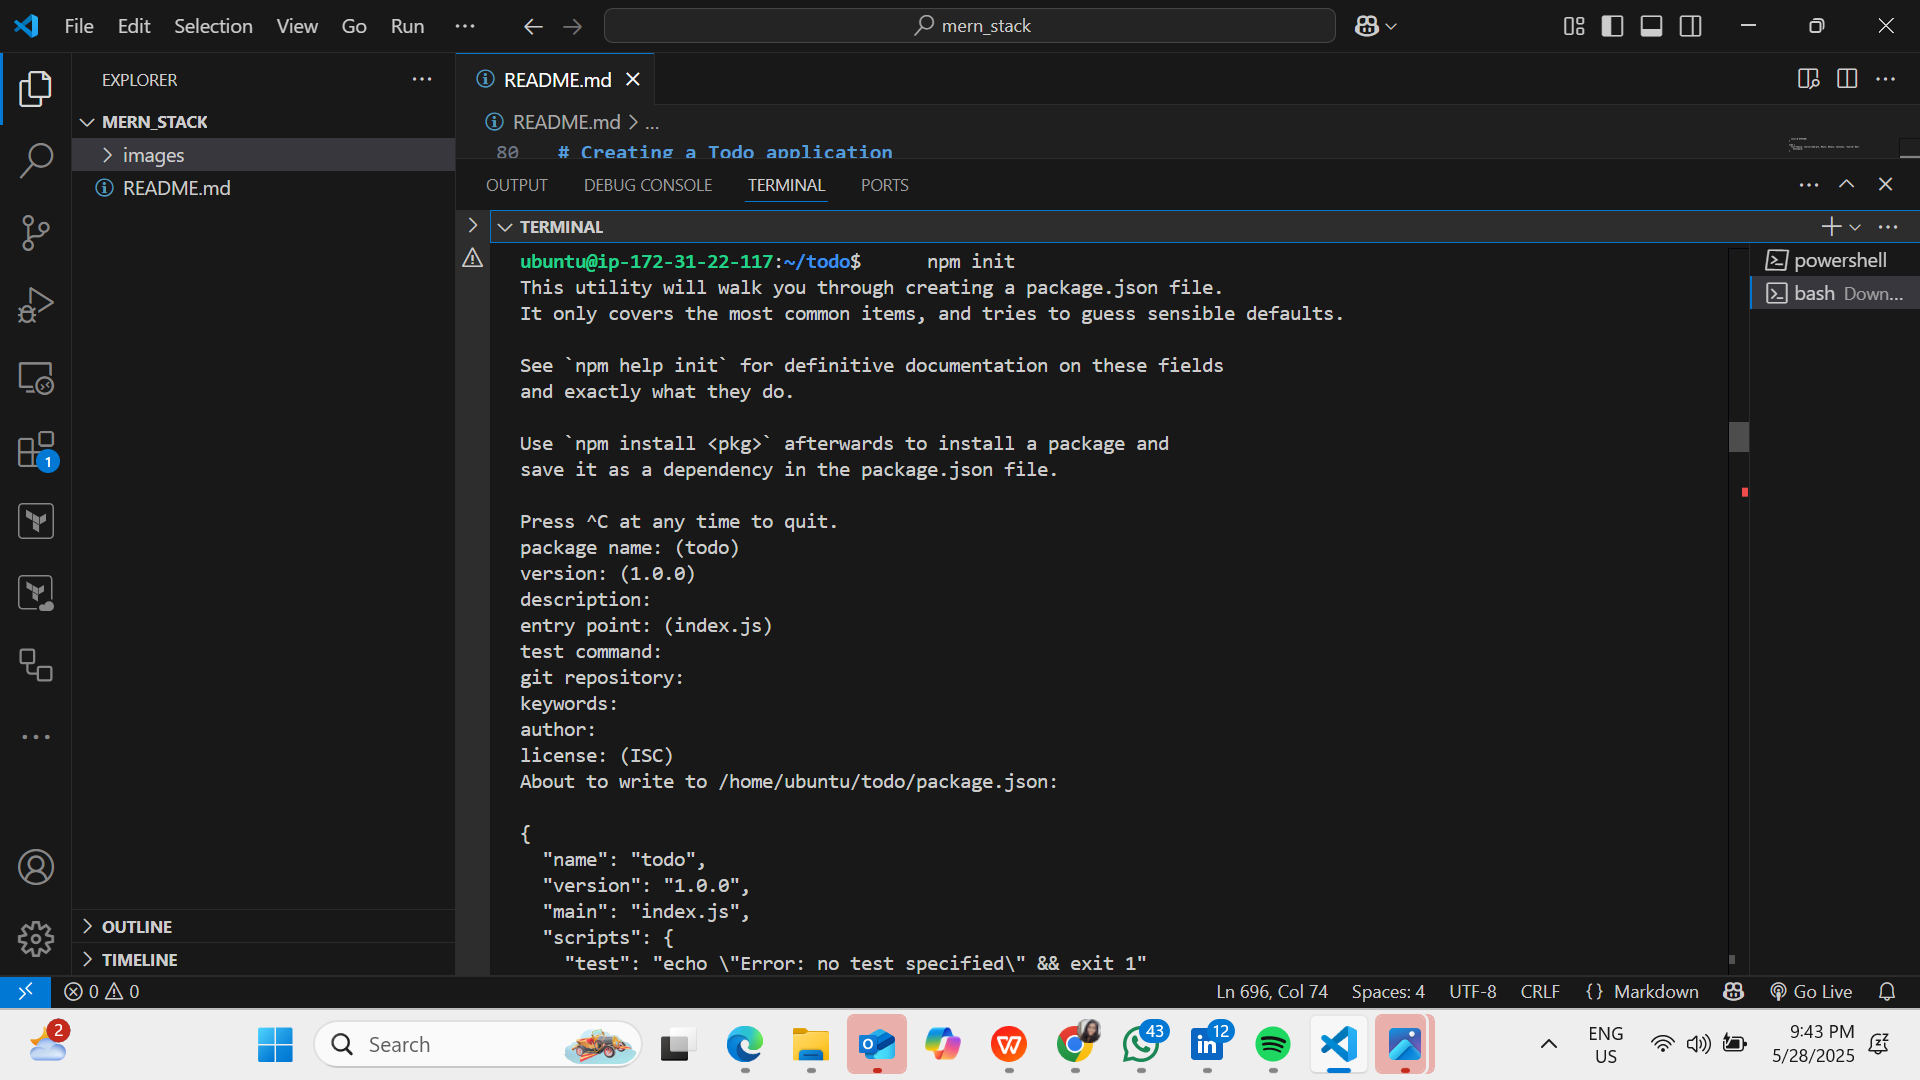 File Edit Selection View Go Run ··· mern_stack
EXPLORER ···
MERN_STACK
images
README.md
OUTLINE
TIMELINE
README.md
README.md > ...
80 # Creating a Todo application
OUTPUT DEBUG CONSOLE TERMINAL PORTS
TERMINAL
ubuntu@ip-172-31-22-117:~/todo$ npm init
This utility will walk you through creating a package.json file.
It only covers the most common items, and tries to guess sensible defaults.
See `npm help init` for definitive documentation on these fields
and exactly what they do.
Use `npm install <pkg>` afterwards to install a package and
save it as a dependency in the package.json file.
Press ^C at any time to quit.
package name: (todo)
version: (1.0.0)
description:
entry point: (index.js)
test command:
git repository:
keywords:
author:
license: (ISC)
About to write to /home/ubuntu/todo/package.json:
{
"name": "todo",
"version": "1.0.0",
"main": "index.js",
"scripts": {
"test": "echo \"Error: no test specified\" && exit 1"
powershell
bash Down...
1
0 0 Ln 696, Col 74 Spaces: 4 UTF-8 CRLF {} Markdown Go Live
2 Search 43 12 ENG
US
9:43 PM
5/28/2025